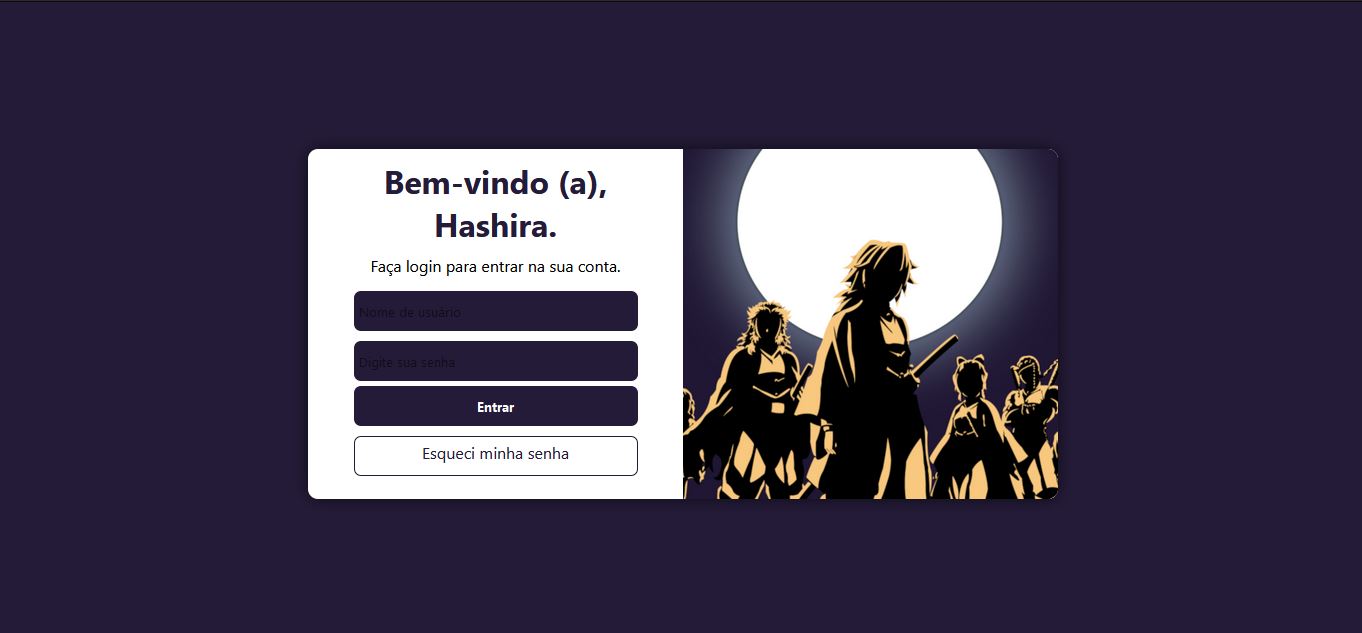 Bem-vindo (a),
Hashira.
Faça login para entrar na sua conta.
Nome de usuário
Digite sua senha
Entrar
Esqueci minha senha